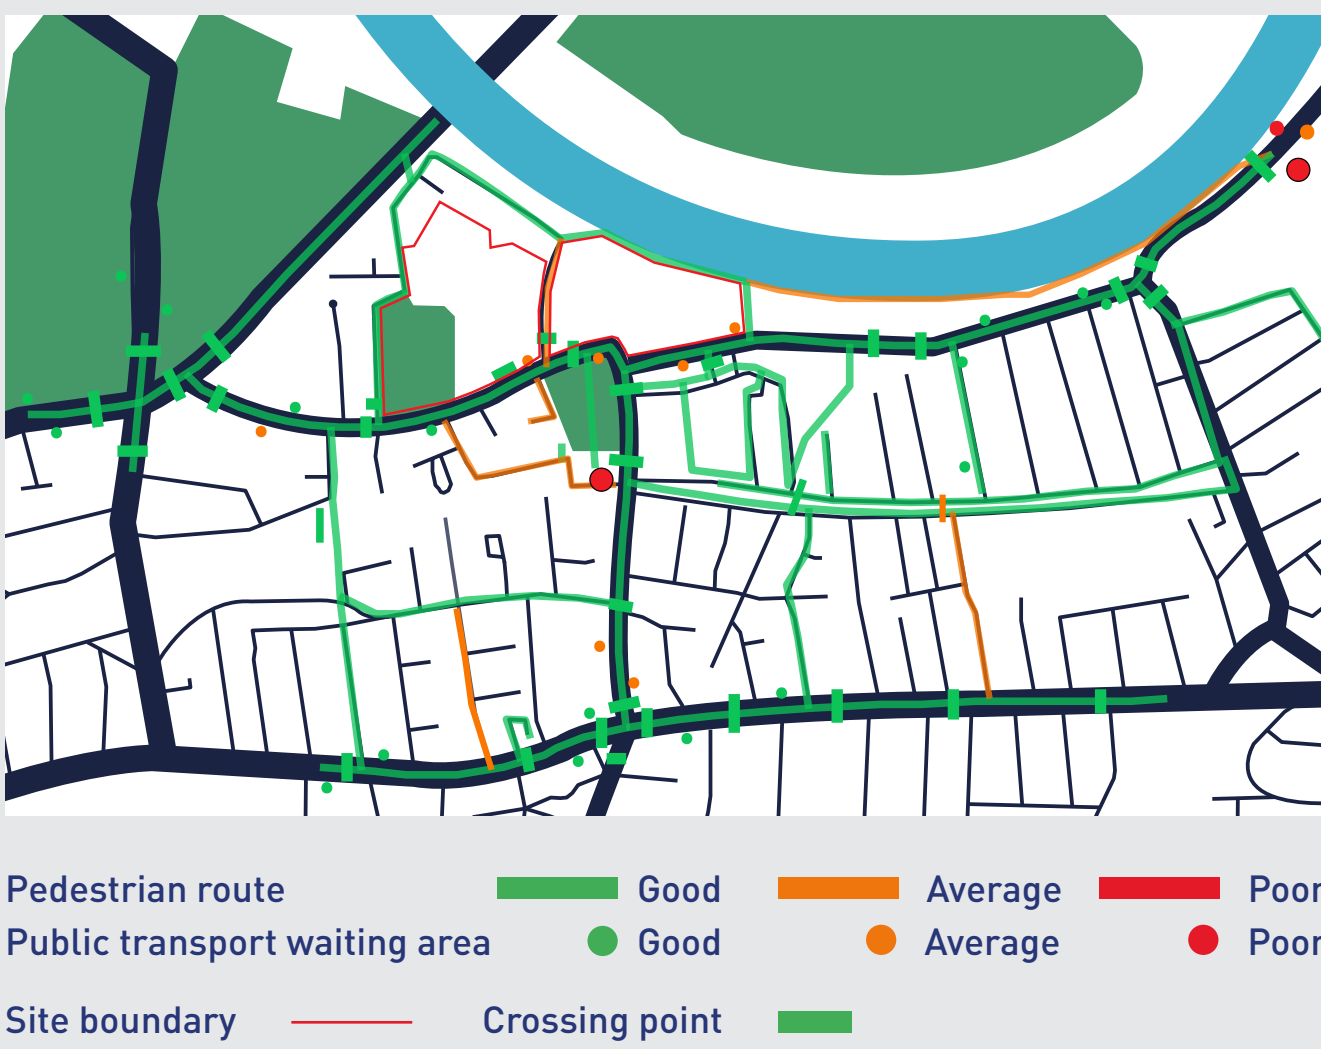 Pedestrian route Good Average Poor
Public transport waiting area Good Average Poor
Site boundary Crossing point